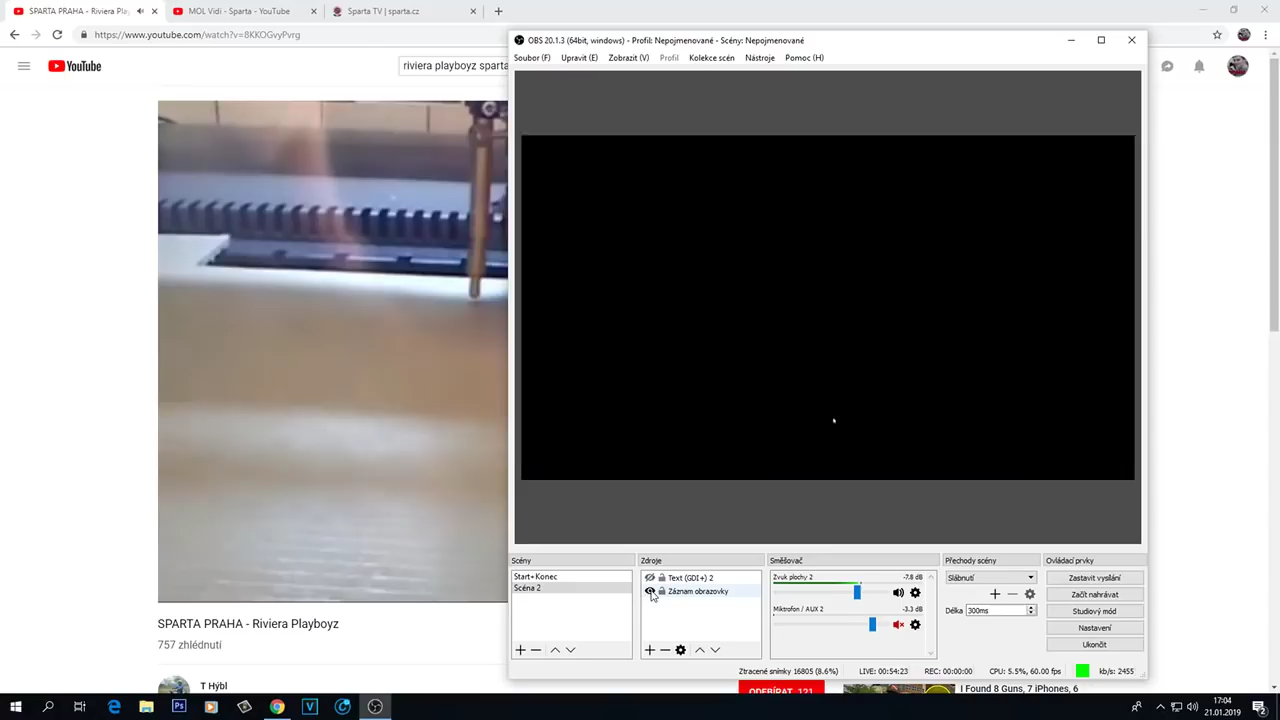 SPARTA PRAHA - Riviera Pla
MOL Vidi - Sparta - YouTube
Sparta TV | sparta.cz
https://www.youtube.com/watch?v=8KKOGvyPvrg
YouTube
riviera playboyz sparta
OBS 20.1.3 (64bit, windows) - Profil: Nepojmenované - Scény: Nepojmenované
Soubor (F) Upravit (E) Zobrazit (V) Profil Kolekce scén Nástroje Pomoc (H)
Scény
Start+Konec
Scéna 2
Zdroje
Text (GDI+) 2
Záznam obrazovky
Směšovač
Zvuk plochy 2 -7.8 dB
Mikrofon / AUX 2 -3.3 dB
Přechody scény
Slábnutí
Délka 300ms
Ovládací prvky
Zastavit vysílání
Začít nahrávat
Studiový mód
Nastavení
Ukončit
Ztracené snímky 16805 (8.6%) LIVE: 00:54:23 REC: 00:00:00 CPU: 5.5%, 60.00 fps kb/s: 2455
SPARTA PRAHA - Riviera Playboyz
757 zhlédnutí
T Hýbl
ODEBÍRAT 121
I Found 8 Guns, 7 iPhones, 6
17:04
21.01.2019
2